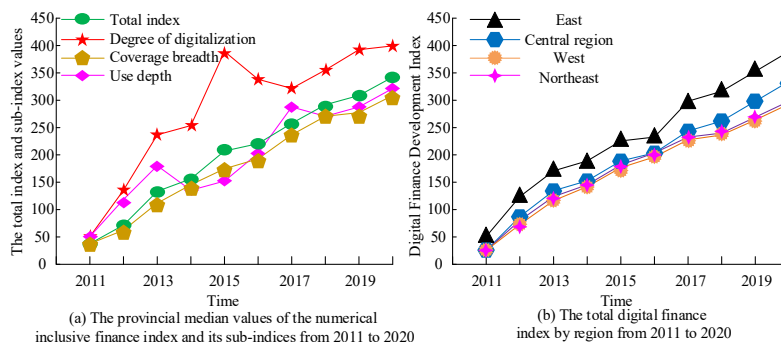 450
400
350
300
250
200
150
100
50
0
The total index and sub-index values
Total index
Degree of digitalization
Coverage breadth
Use depth
2011
2013
2015
2017
2019
Time
(a) The provincial median values of the numerical
inclusive finance index and its sub-indices from 2011 to 2020
450
400
350
300
250
200
150
100
50
0
Digital Finance Development Index
East
Central region
West
Northeast
2011
2013
2015
2017
2019
Time
(b) The total digital finance
index by region from 2011 to 2020